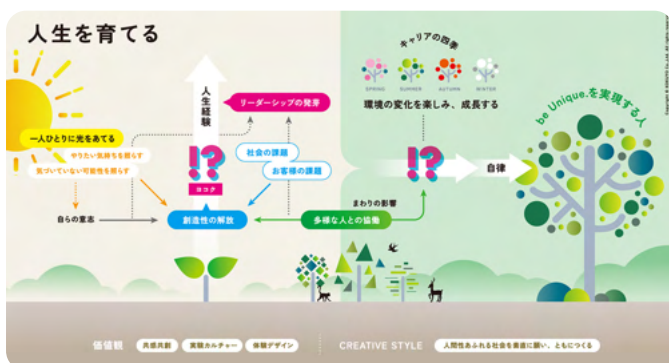 人生を育てる
キャリアの四季
SPRING
SUMMER
AUTUMN
WINTER
環境の変化を楽しみ、成長する
be Unique.を実現する人
人生経験
リーダーシップの発芽
一人ひとりに光をあてる
やりたい気持ちを照らす
気づいていない可能性を照らす
!?
ヨコク
社会の課題
お客様の課題
!?
自律
自らの意志
創造性の解放
まわりの影響
多様な人との協働
価値観
共感共創
実験カルチャー
体験デザイン
CREATIVE STYLE
人間性あふれる社会を素直に願い、ともにつくる